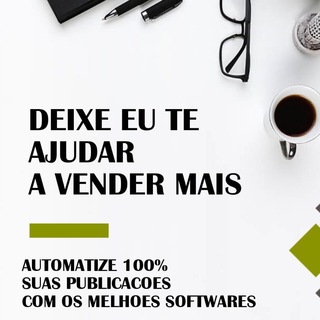 DEIXE EU TE
AJUDAR
A VENDER MAIS
AUTOMATIZE 100%
SUAS PUBLICACOES
COM OS MELHOES SOFTWARES